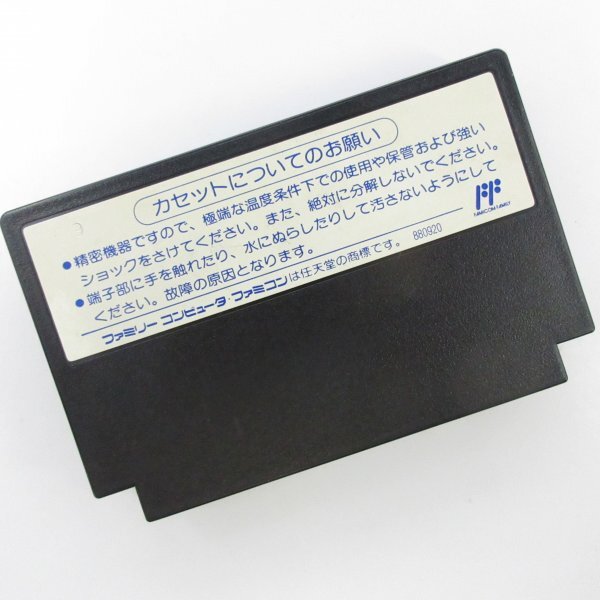 カセットについてのお願い
●精密機器ですので、極端な温度条件下での使用や保管および強い
ショックをさけてください。また、絶対に分解しないでください。
●端子部に手を触れたり、水にぬらしたりして汚さないようにして
ください。故障の原因となります。
ファミリー コンピュータ・ファミコンは任天堂の商標です。 B80920
FF
FAMICOM FAMILY